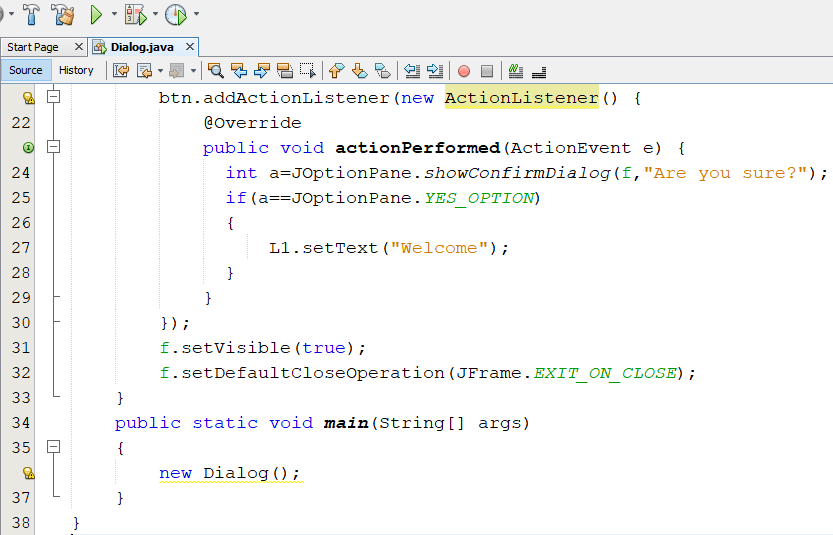 Start Page Dialog.java
Source History
btn.addActionListener(new ActionListener() {
22 @Override
public void actionPerformed(ActionEvent e) {
24 int a=JOptionPane.showConfirmDialog(f,"Are you sure?");
25 if(a==JOptionPane.YES_OPTION)
26 {
27 L1.setText("Welcome");
28 }
29 }
30 });
31 f.setVisible(true);
32 f.setDefaultCloseOperation(JFrame.EXIT_ON_CLOSE);
33 }
34 public static void main(String[] args)
35 {
new Dialog();
37 }
38 }